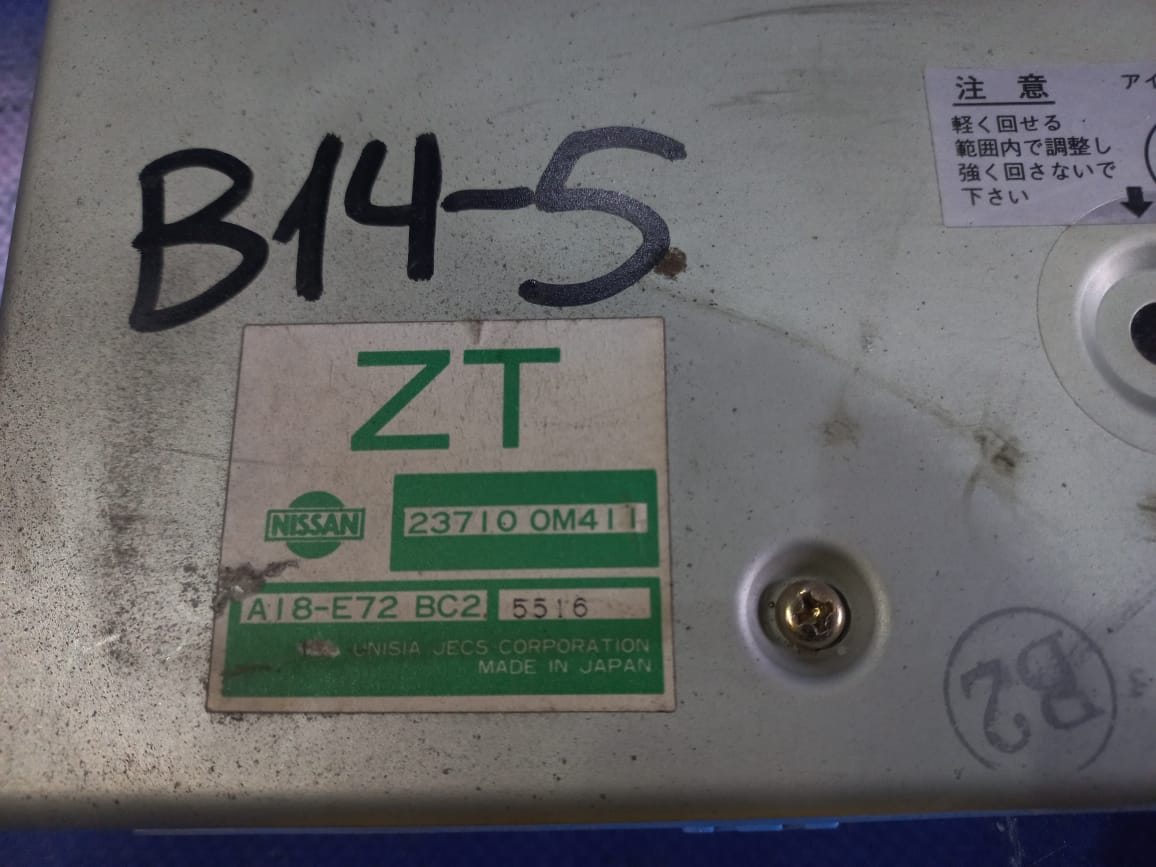 B14-5
注 意
アイ
軽く回せる
範囲内で調整し
強く回さないで
下さい
ZT
NISSAN
23710 0M411
A18-E72 BC2 5516
UNISIA JECS CORPORATION
MADE IN JAPAN
B2